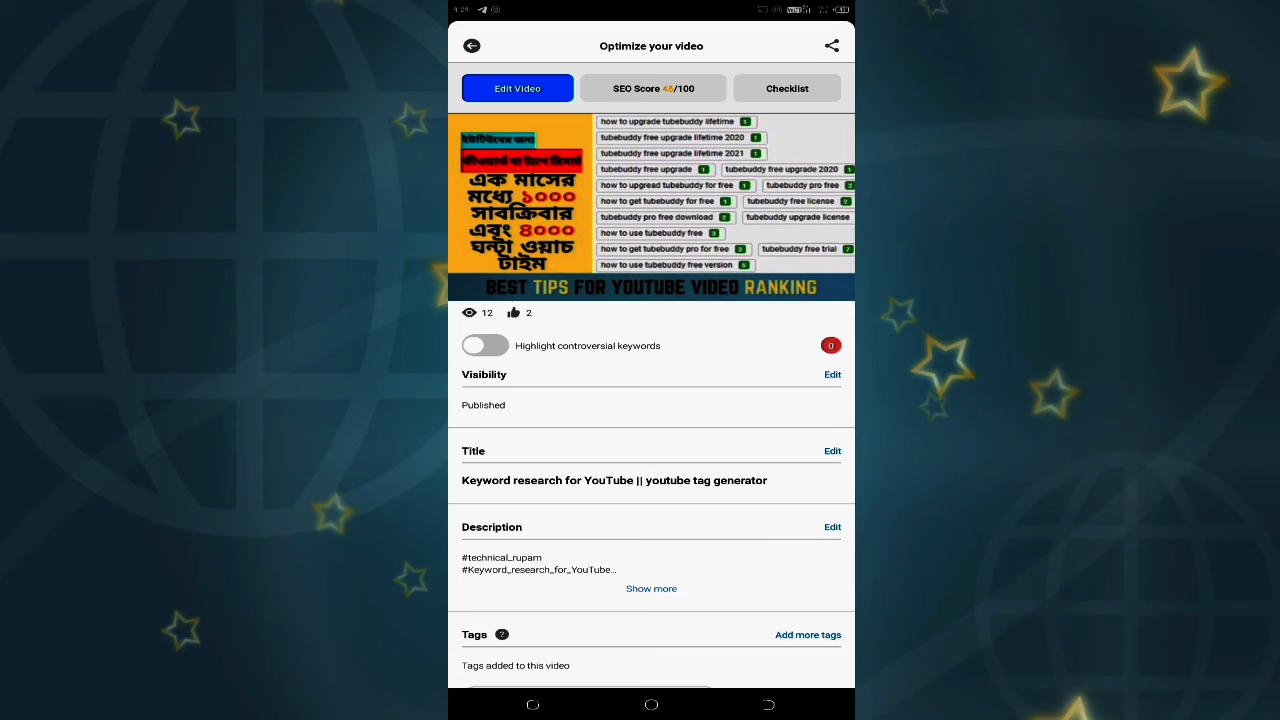 9:29
Optimize your video
Edit Video
SEO Score 48/100
Checklist
ইউটিউবের জন্য
কীওয়ার্ড বা ট্যাগ রিসার্চ
এক মাসের
মধ্যে ১০০০
সাবক্রিবার
এবং ৪০০০
ঘন্টা ওয়াচ
টাইম
how to upgrade tubebuddy lifetime 1
tubebuddy free upgrade lifetime 2020 1
tubebuddy free upgrade lifetime 2021 1
tubebuddy free upgrade 1 tubebuddy free upgrade 2020 1
how to upgread tubebuddy for free 1 tubebuddy pro free 2
how to get tubebuddy for free 1 tubebuddy free license 2
tubebuddy pro free download 2 tubebuddy upgrade license
how to use tubebuddy free 3
how to get tubebuddy pro for free 3 tubebuddy free trial 7
how to use tubebuddy free version 5
BEST TIPS FOR YOUTUBE VIDEO RANKING
12 2
Highlight controversial keywords 0
Visibility Edit
Published
Title Edit
Keyword research for YouTube || youtube tag generator
Description Edit
#technical_rupam
#Keyword_research_for_YouTube...
Show more
Tags ? Add more tags
Tags added to this video